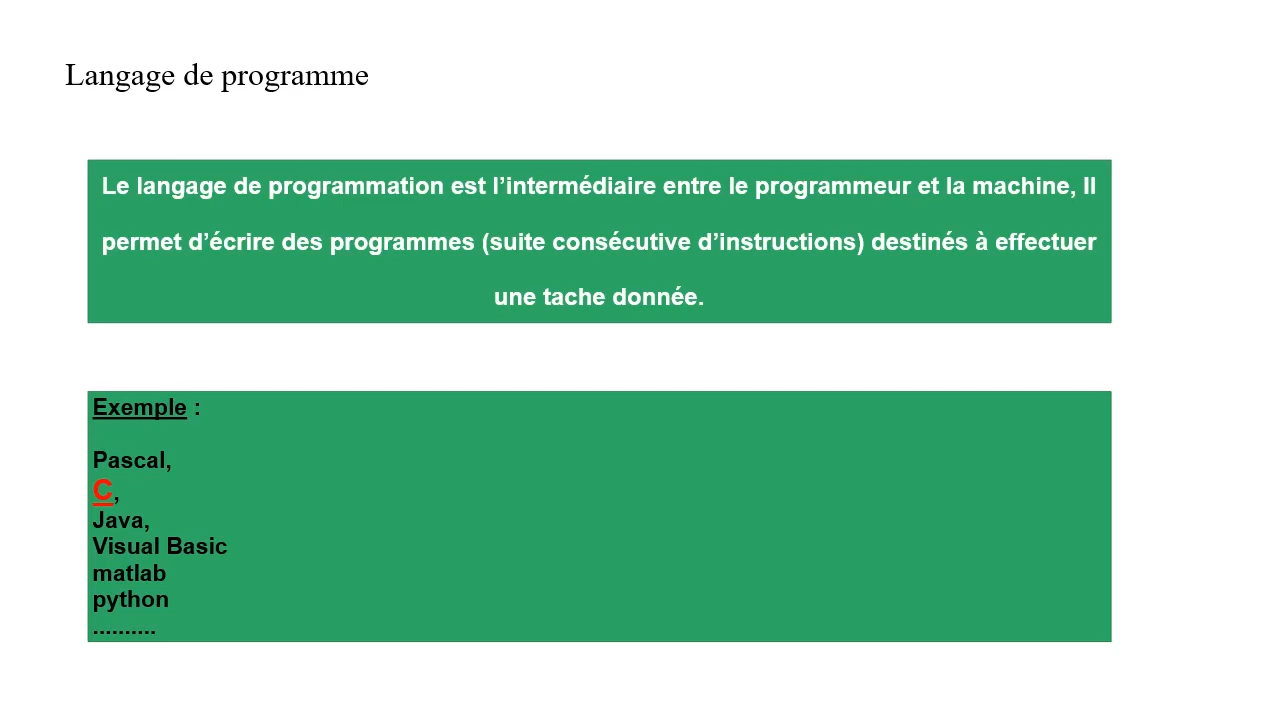 Langage de programme
Le langage de programmation est l’intermédiaire entre le programmeur et la machine, Il
permet d’écrire des programmes (suite consécutive d’instructions) destinés à effectuer
une tache donnée.
Exemple :
Pascal,
C,
Java,
Visual Basic
matlab
python
..........